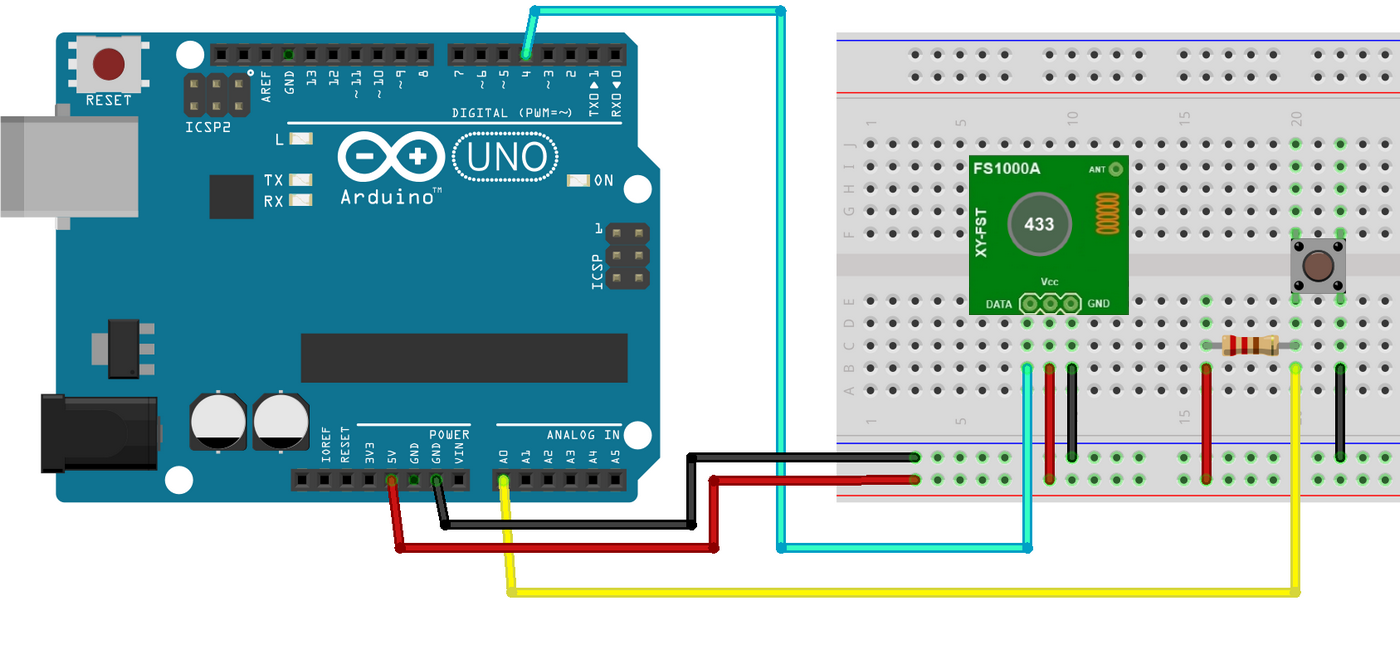 RESET
ICSP2
AREF
GND
13
12
~11
~10
~9
8
7
~6
~5
4
~3
2
TX0▶1
RX0◀0
DIGITAL (PWM=~)
L
TX
RX
UNO
Arduino™
ON
1
ICSP
IOREF
RESET
3V3
5V
GND
GND
VIN
POWER
A0
A1
A2
A3
A4
A5
ANALOG IN
1
5
10
15
20
J
I
H
G
F
E
D
C
B
A
1
5
15
FS1000A
ANT
XY-FST
433
Vcc
DATA
GND